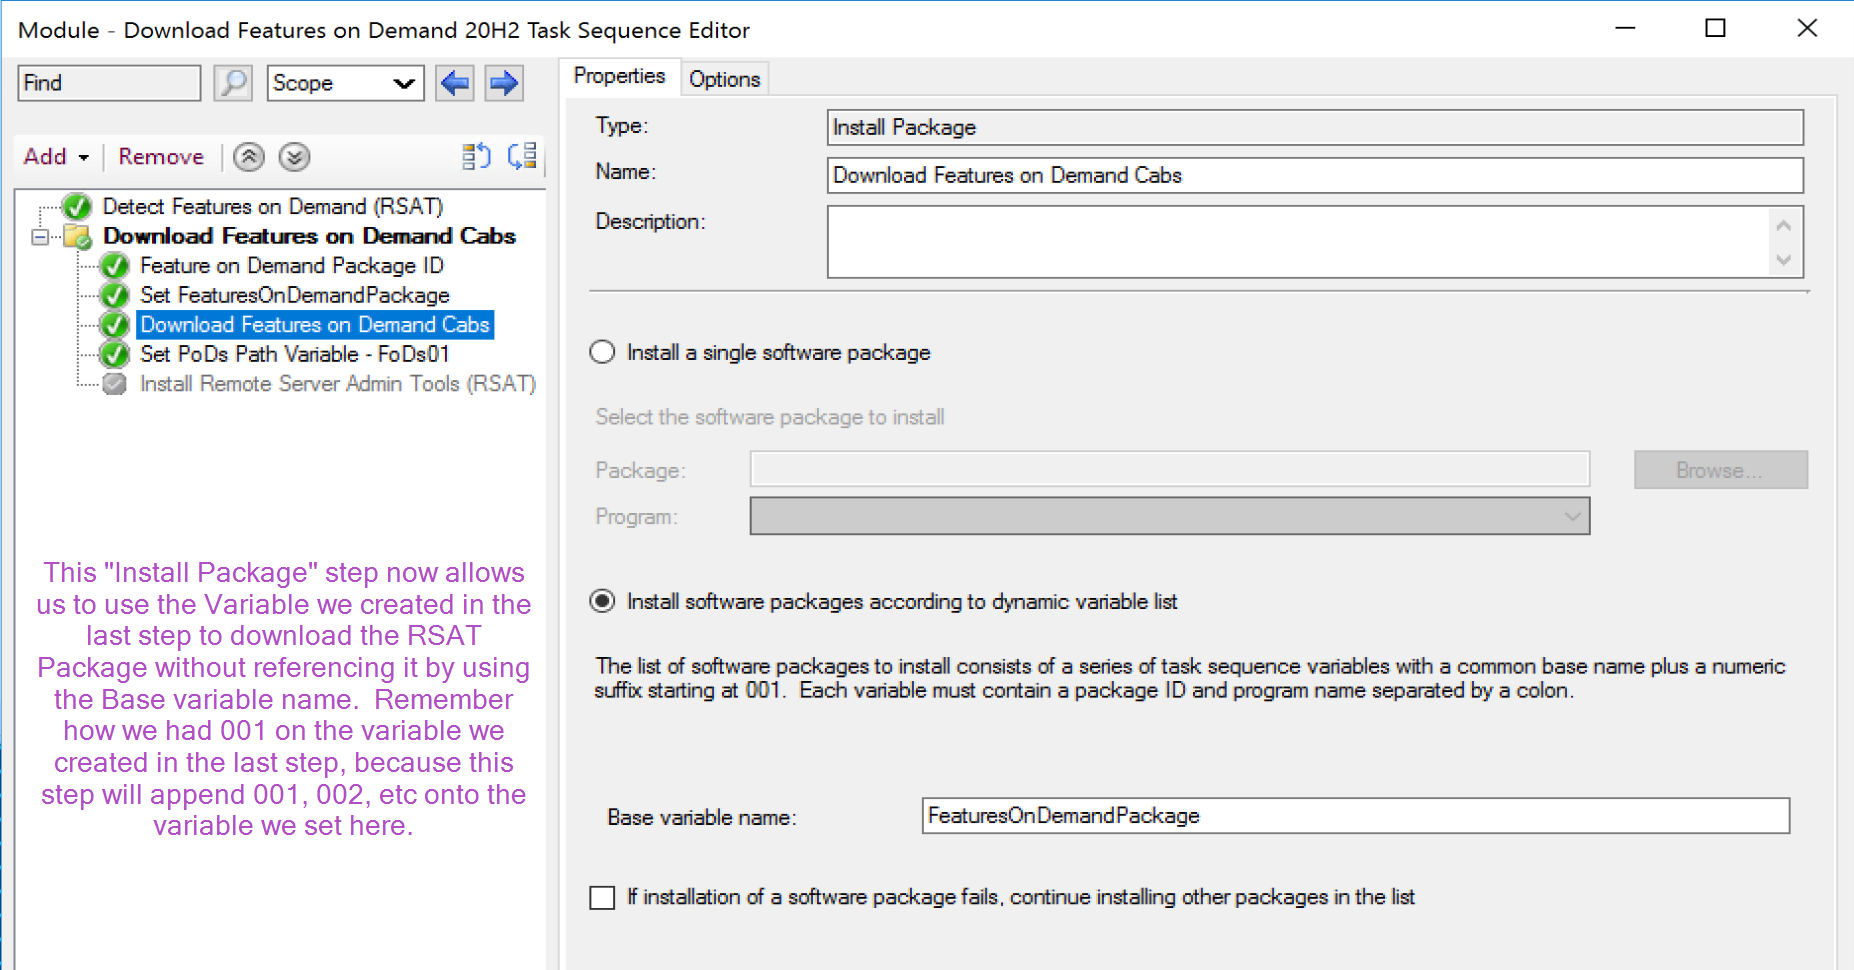 Module - Download Features on Demand 20H2 Task Sequence Editor
Find
Scope
Add
Remove
Detect Features on Demand (RSAT)
Download Features on Demand Cabs
Feature on Demand Package ID
Set FeaturesOnDemandPackage
Download Features on Demand Cabs
Set PoDs Path Variable - FoDs01
Install Remote Server Admin Tools (RSAT)
This "Install Package" step now allows
us to use the Variable we created in the
last step to download the RSAT
Package without referencing it by using
the Base variable name.  Remember
how we had 001 on the variable we
created in the last step, because this
step will append 001, 002, etc onto the
variable we set here.
Properties
Options
Type:
Install Package
Name:
Download Features on Demand Cabs
Description:
Install a single software package
Select the software package to install
Package:
Browse...
Program:
Install software packages according to dynamic variable list
The list of software packages to install consists of a series of task sequence variables with a common base name plus a numeric
suffix starting at 001.  Each variable must contain a package ID and program name separated by a colon.
Base variable name:
FeaturesOnDemandPackage
If installation of a software package fails, continue installing other packages in the list